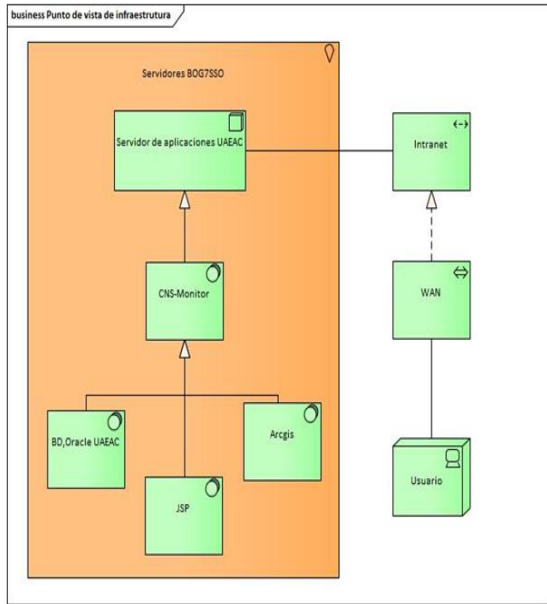 business Punto de vista de infraestrutura
Servidores BOG7SSO
Servidor de aplicaciones UAEAC
Intranet
CNS-Monitor
WAN
BD,Oracle UAEAC
Arcgis
JSP
Usuario